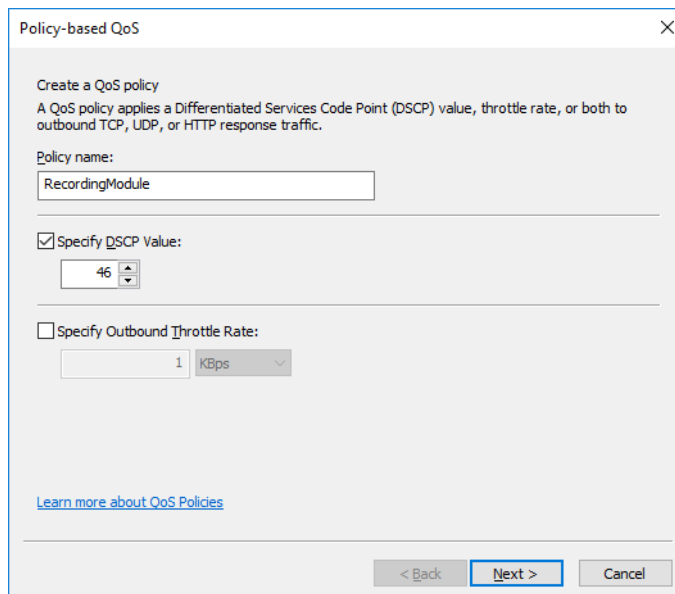 Policy-based QoS
Create a QoS policy
A QoS policy applies a Differentiated Services Code Point (DSCP) value, throttle rate, or both to
outbound TCP, UDP, or HTTP response traffic.
Policy name:
RecordingModule
Specify DSCP Value:
46
Specify Outbound Throttle Rate:
1 KBps
Learn more about QoS Policies
< Back Next > Cancel